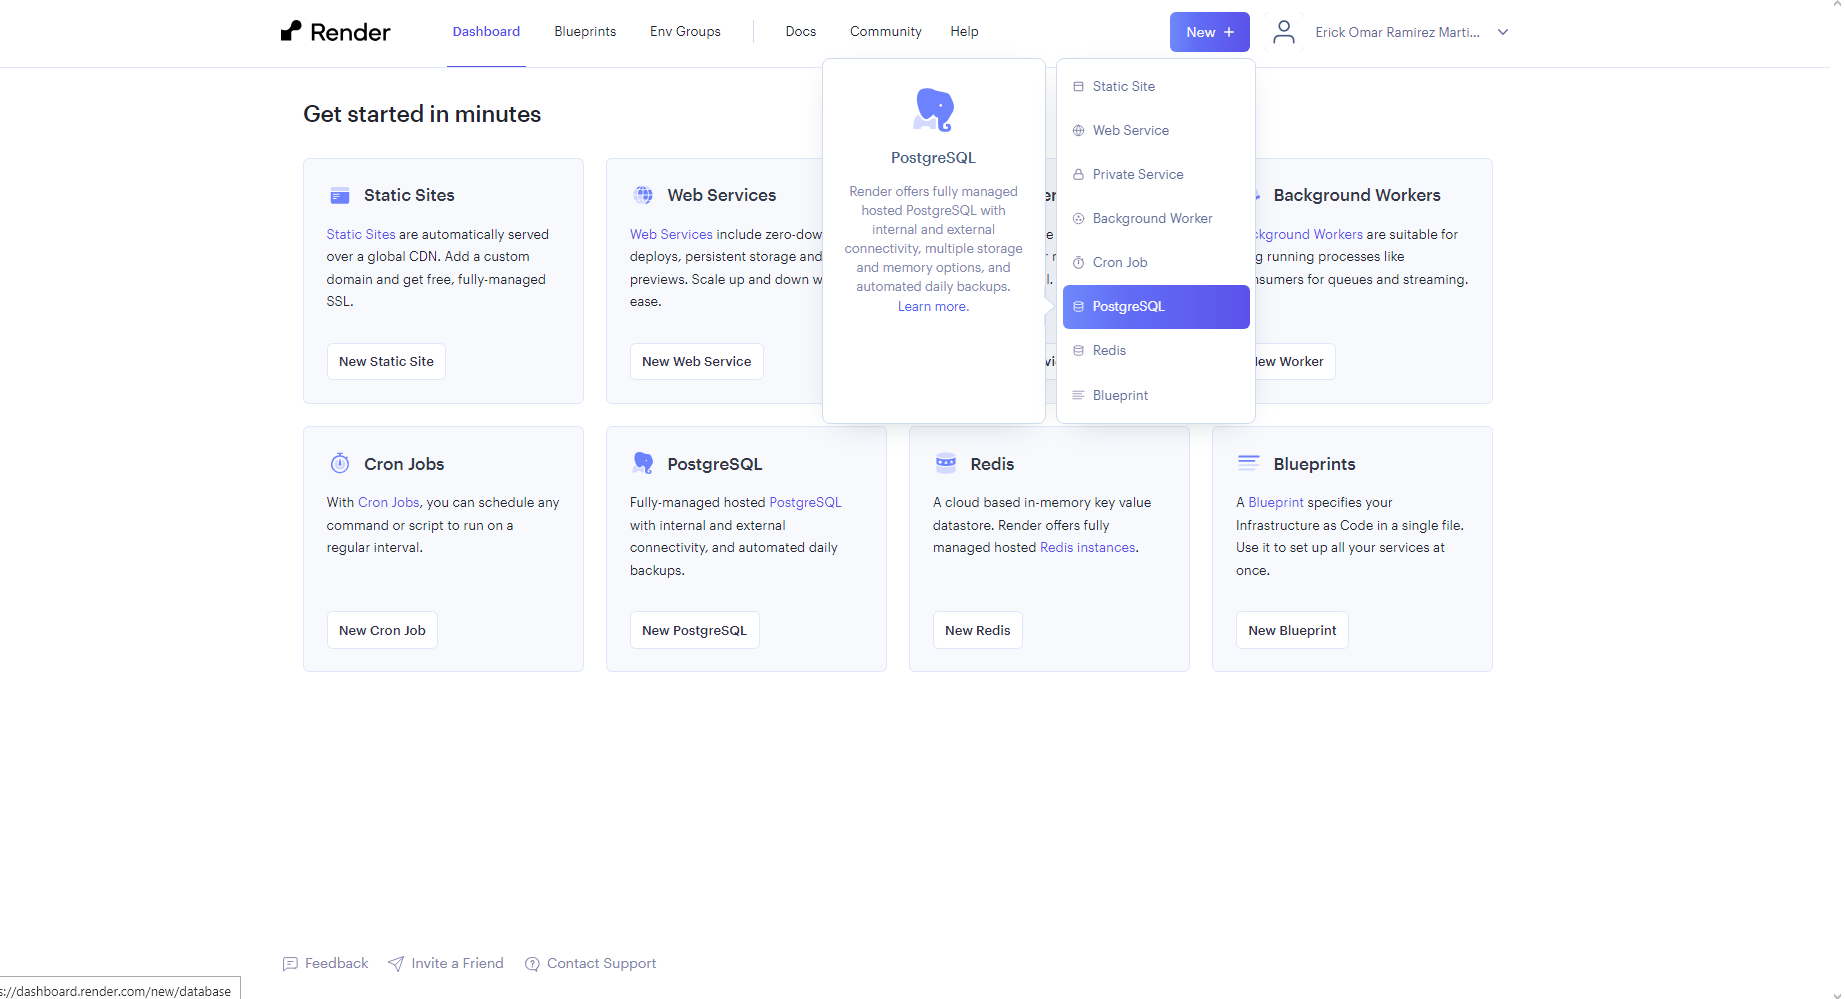 Render
Dashboard
Blueprints
Env Groups
Docs
Community
Help
New +
Erick Omar Ramirez Marti...
Get started in minutes
Static Sites
Static Sites are automatically served
over a global CDN. Add a custom
domain and get free, fully-managed
SSL.
New Static Site
Web Services
Web Services include zero-dow
deploys, persistent storage and
previews. Scale up and down w
ease.
New Web Service
PostgreSQL
Render offers fully managed
hosted PostgreSQL with
internal and external
connectivity, multiple storage
and memory options, and
automated daily backups.
Learn more.
Static Site
Web Service
Private Service
Background Worker
Cron Job
PostgreSQL
Redis
Blueprint
Background Workers
ckground Workers are suitable for
g running processes like
nsumers for queues and streaming.
ew Worker
Cron Jobs
With Cron Jobs, you can schedule any
command or script to run on a
regular interval.
New Cron Job
PostgreSQL
Fully-managed hosted PostgreSQL
with internal and external
connectivity, and automated daily
backups.
New PostgreSQL
Redis
A cloud based in-memory key value
datastore. Render offers fully
managed hosted Redis instances.
New Redis
Blueprints
A Blueprint specifies your
Infrastructure as Code in a single file.
Use it to set up all your services at
once.
New Blueprint
Feedback
Invite a Friend
Contact Support
s://dashboard.render.com/new/database